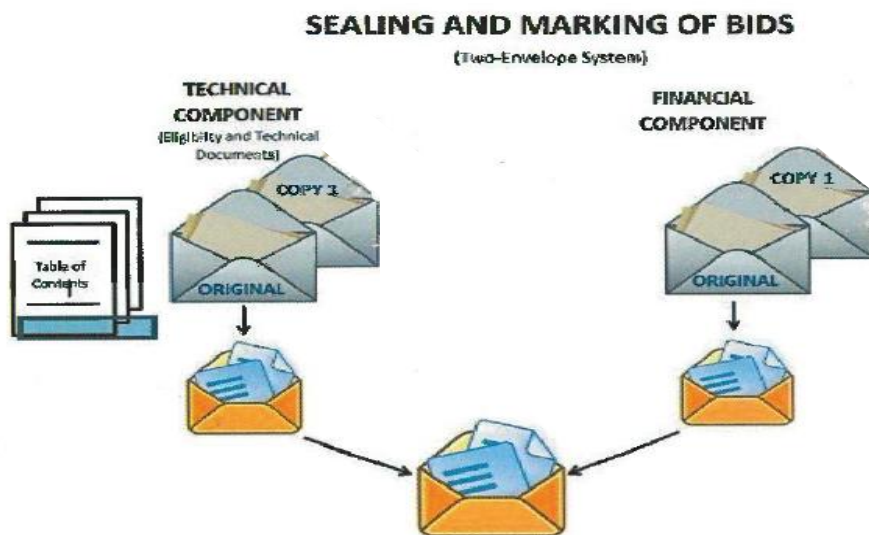 SEALING AND MARKING OF BIDS
(Two-Envelope System)
TECHNICAL
COMPONENT
(Eligibility and Technical
Documents)
FINANCIAL
COMPONENT
COPY 1
COPY 1
Table of
Contents
ORIGINAL
ORIGINAL